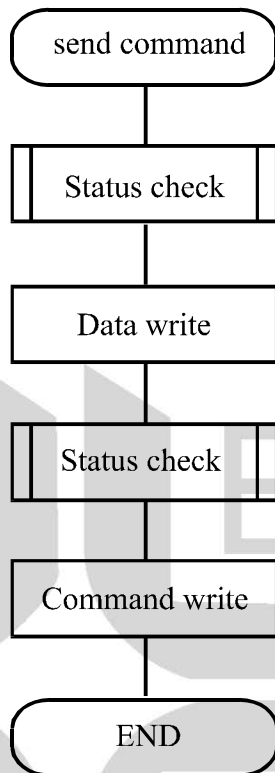 send command
Status check
Data write
Status check
Command write
END